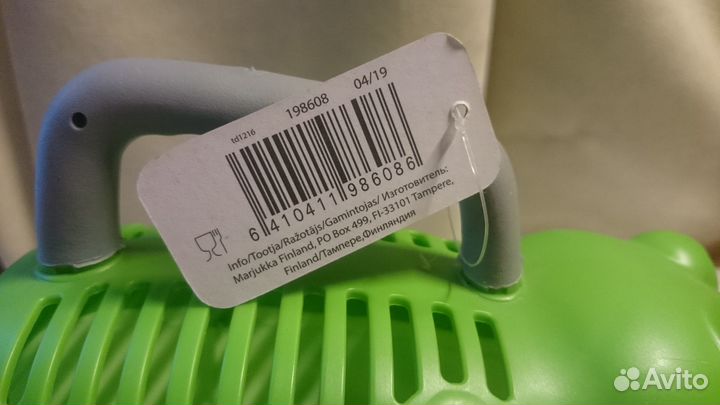 td1216 198608 04/19
6 410411 986086
Info/Tootja/Ražotājs/Gamintojas/ Изготовитель:
Marjukka Finland, PO Box 499, FI-33101 Tampere,
Finland/Тампере,Финляндия
Avito